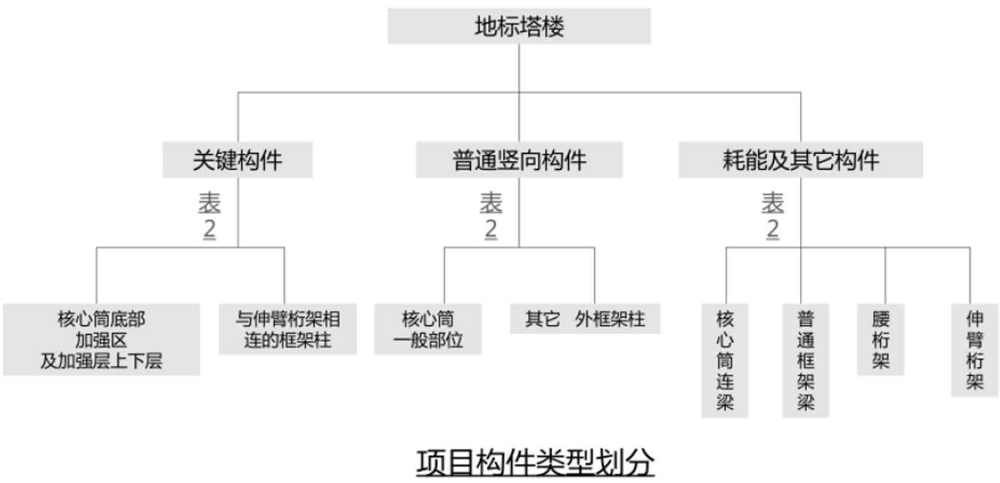 地标塔楼
关键构件
普通竖向构件
耗能及其它构件
表
2
表
2
表
2
核心筒底部
加强区
及加强层上下层
与伸臂桁架相
连的框架柱
核心筒
一般部位
其它 外框架柱
核心筒连梁
普通框架梁
腰桁架
伸臂桁架
项目构件类型划分